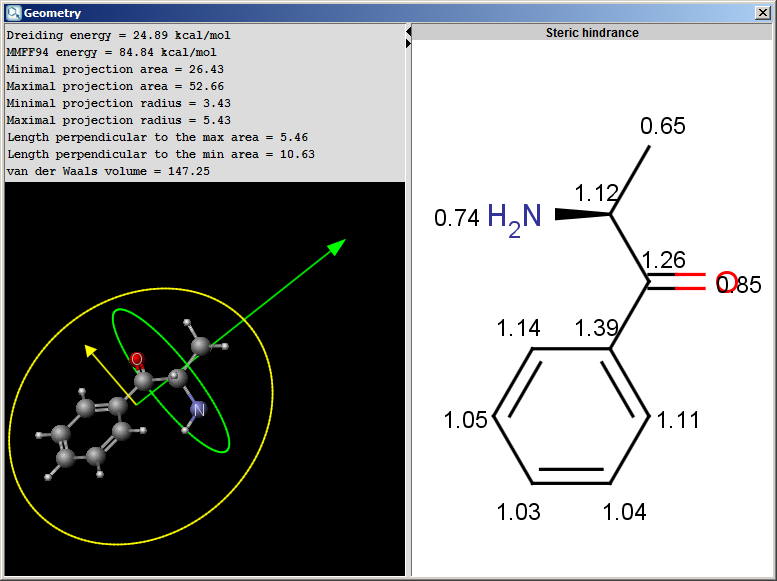 Geometry
Dreiding energy = 24.89 kcal/mol
MMFF94 energy = 84.84 kcal/mol
Minimal projection area = 26.43
Maximal projection area = 52.66
Minimal projection radius = 3.43
Maximal projection radius = 5.43
Length perpendicular to the max area = 5.46
Length perpendicular to the min area = 10.63
van der Waals volume = 147.25
O
N
Steric hindrance
0.65
1.12
0.74 H2N
1.26
O 0.85
1.14 1.39
1.05 1.11
1.03 1.04